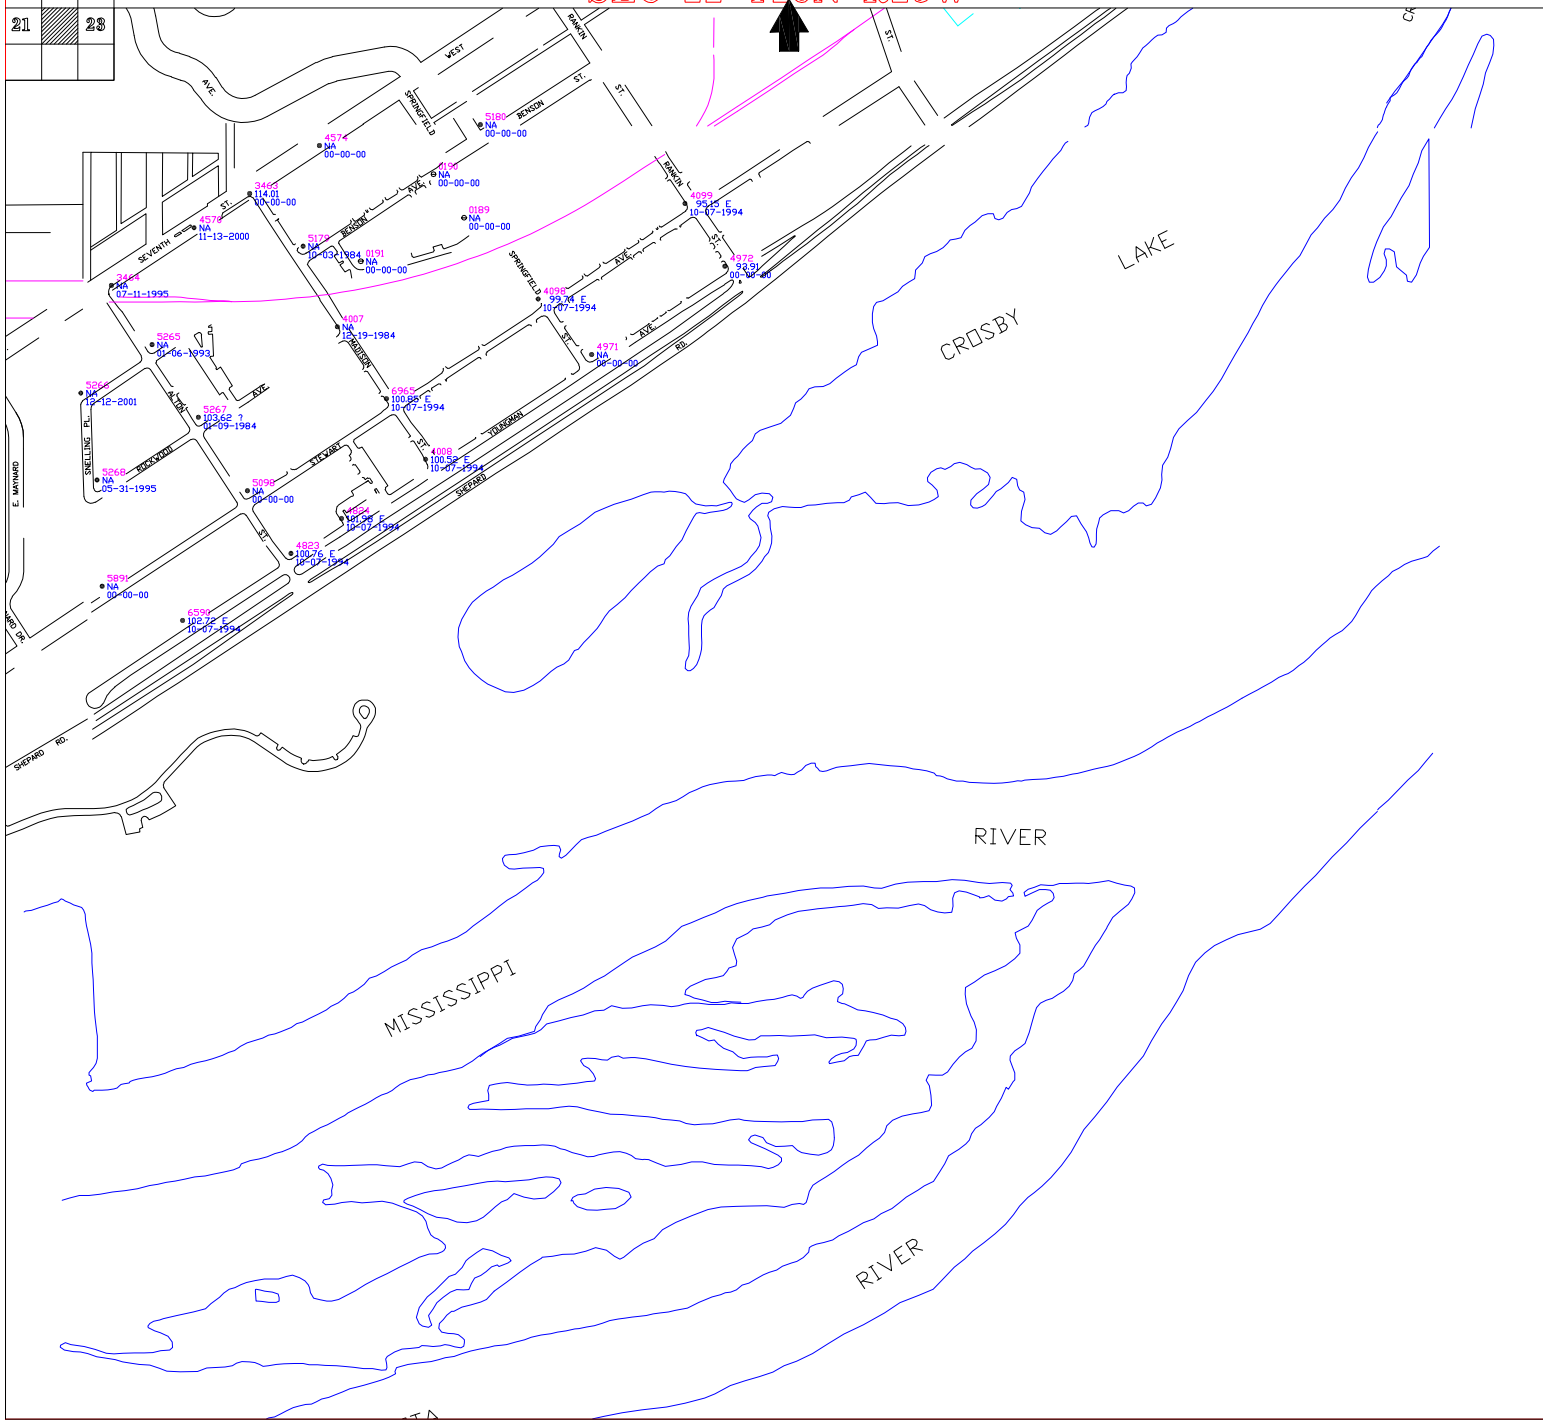 21
23
AVE.
WEST
RANKIN
ST.
ST.
ST.
SPRINGFIELD
BENSON
5180
NA
00-00-00
4574
NA
00-00-00
0190
NA
00-00-00
3463
114.01
00-00-00
ST.
AVE
BENSON
RANKIN
4099
95.15 E
10-07-1994
4570
NA
11-13-2000
SEVENTH
0189
NA
00-00-00
5179
NA
10-03-1984
0191
NA
00-00-00
ST.
AVE
SPRINGFIELD
4972
93.91
00-00-00
LAKE
3464
NA
07-11-1995
4098
99.74 E
10-07-1994
4007
NA
12-19-1984
CROSBY
5265
NA
01-06-1993
MADISON
ST.
AVE.
RD.
4971
NA
00-00-00
5266
NA
12-12-2001
ALTON
AVE
6965
100.85 E
10-07-1994
5267
103.62 ?
01-09-1984
SNELLING PL.
ROCKWOOD
STEWART
ST.
YOUNGMAN
4008
100.52 E
10-07-1994
E. MAYNARD
5268
NA
05-31-1995
5098
NA
00-00-00
SHEPARD
4824
101.98 E
10-07-1994
ST.
4823
100.76 E
10-07-1994
5891
NA
00-00-00
6590
102.72 E
10-07-1994
DR.
SHEPARD RD.
RIVER
MISSISSIPPI
RIVER